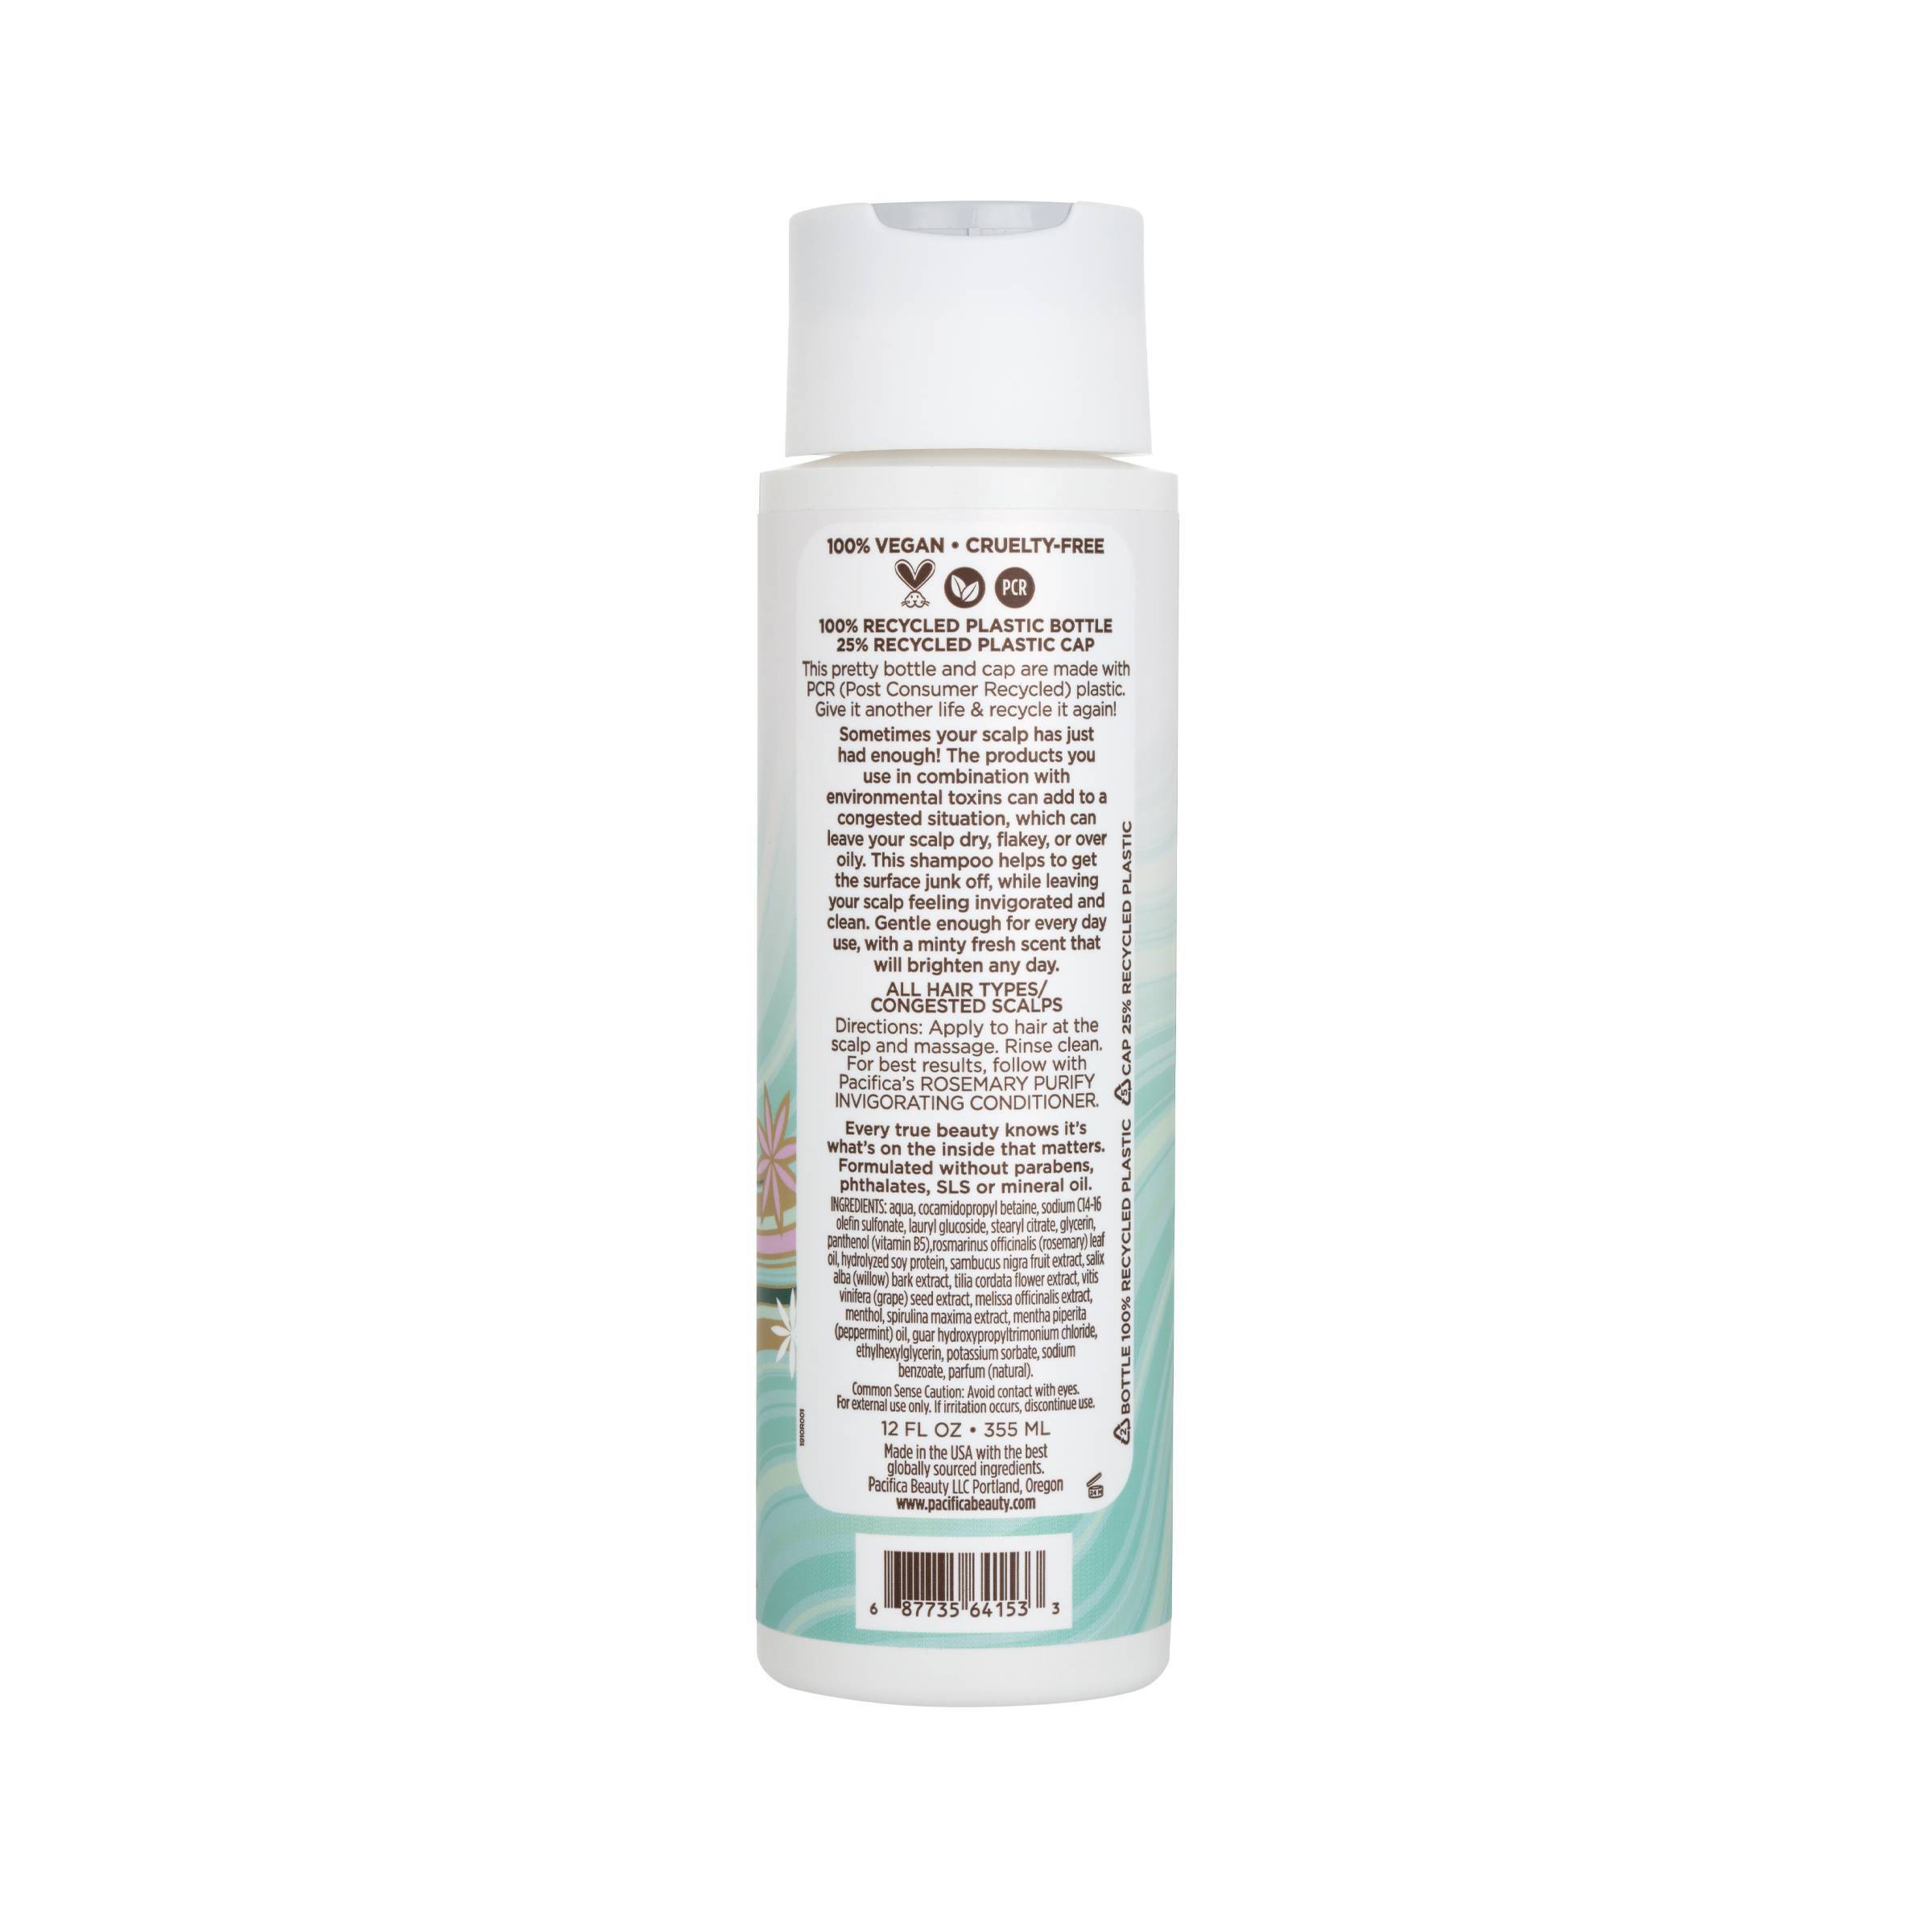 100% VEGAN • CRUELTY-FREE
PCR
100% RECYCLED PLASTIC BOTTLE
25% RECYCLED PLASTIC CAP
This pretty bottle and cap are made with
PCR (Post Consumer Recycled) plastic.
Give it another life & recycle it again!
Sometimes your scalp has just
had enough! The products you
use in combination with
environmental toxins can add to a
congested situation, which can
leave your scalp dry, flakey, or over
oily. This shampoo helps to get
the surface junk off, while leaving
your scalp feeling invigorated and
clean. Gentle enough for every day
use, with a minty fresh scent that
will brighten any day.
ALL HAIR TYPES/
CONGESTED SCALPS
Directions: Apply to hair at the
scalp and massage. Rinse clean.
For best results, follow with
Pacifica's ROSEMARY PURIFY
INVIGORATING CONDITIONER.
Every true beauty knows it's
what's on the inside that matters.
Formulated without parabens,
phthalates, SLS or mineral oil.
INGREDIENTS: aqua, cocamidopropyl betaine, sodium C14-16
olefin sulfonate, lauryl glucoside, stearyl citrate, glycerin,
panthenol (vitamin B5),rosmarinus officinalis (rosemary) leaf
oil, hydrolyzed soy protein, sambucus nigra fruit extract, salix
alba (willow) bark extract, tilia cordata flower extract, vitis
vinifera (grape) seed extract, melissa officinalis extract,
menthol, spirulina maxima extract, mentha piperita
(peppermint) oil, guar hydroxypropyltrimonium chloride,
ethylhexylglycerin, potassium sorbate, sodium
benzoate, parfum (natural).
Common Sense Caution: Avoid contact with eyes.
For external use only. If irritation occurs, discontinue use.
12 FL OZ • 355 ML
Made in the USA with the best
globally sourced ingredients.
Pacifica Beauty LLC Portland, Oregon
www.pacificabeauty.com
24 M
2 BOTTLE 100% RECYCLED PLASTIC 5 CAP 25% RECYCLED PLASTIC
6 87735 64153 3